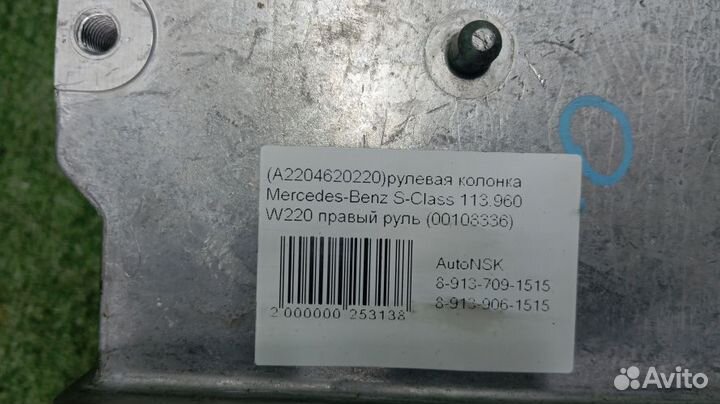 (A2204620220)рулевая колонка
Mercedes-Benz S-Class 113.960
W220 правый руль (00108336)
AutoNSK
8-913-709-1515
8-913-906-1515
2 000000 253138
Avito